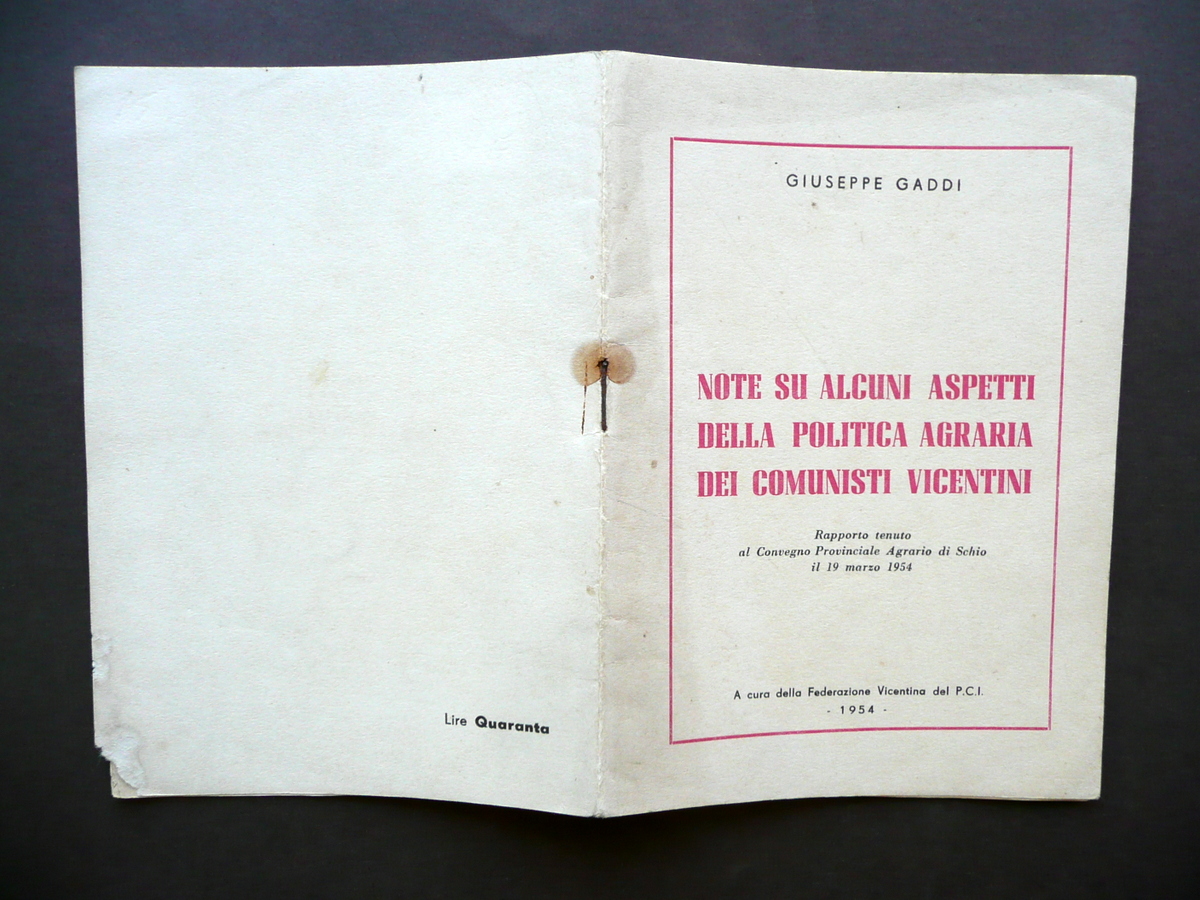 GIUSEPPE GADDI
NOTE SU ALCUNI ASPETTI
DELLA POLITICA AGRARIA
DEI COMUNISTI VICENTINI
Rapporto tenuto
al Convegno Provinciale Agrario di Schio
il 19 marzo 1954
A cura della Federazione Vicentina del P.C.I.
- 1954 -
Lire Quaranta